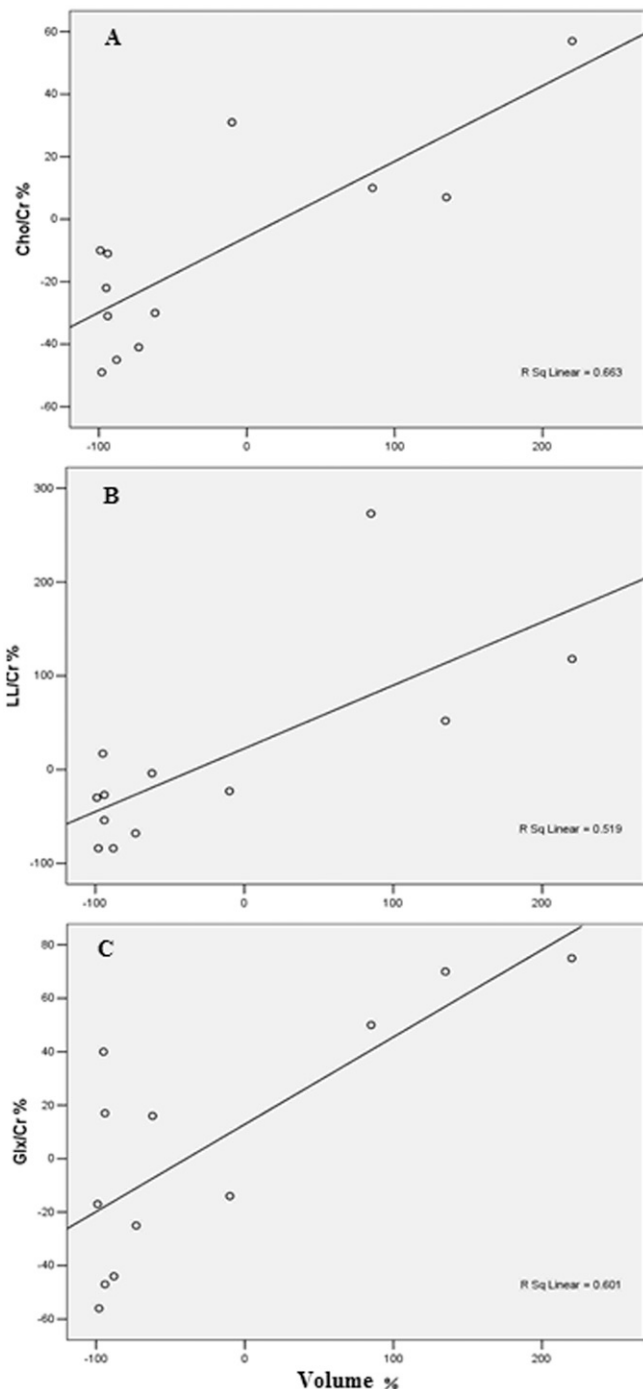 A
60
40
20
0
-20
-40
-60
Cho/Cr %
R Sq Linear = 0.663
-100 0 100 200
B
300
200
100
0
-100
LL/Cr %
R Sq Linear = 0.519
-100 0 100 200
C
80
60
40
20
0
-20
-40
-60
Glx/Cr %
R Sq Linear = 0.601
-100 0 100 200
Volume %